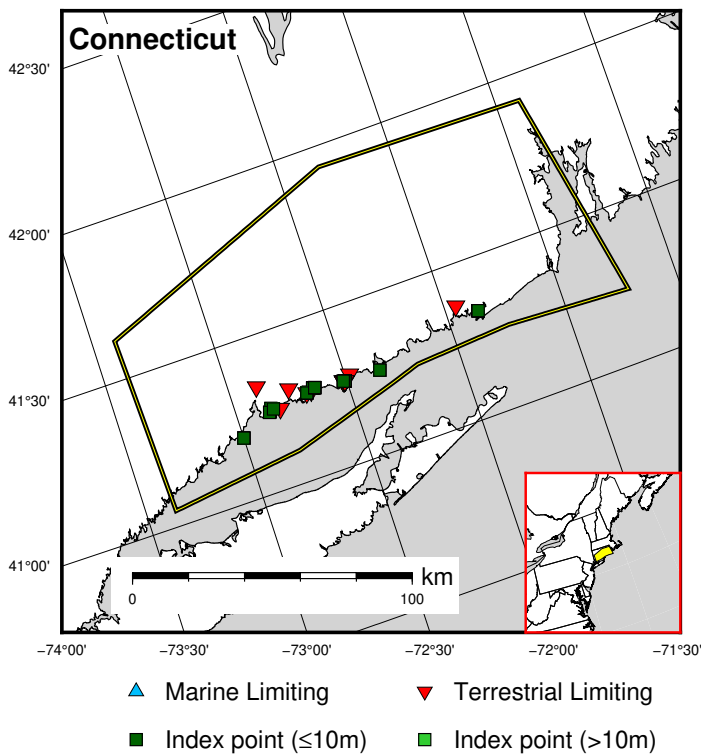 Connecticut
42°30'
42°00'
41°30'
41°00'
km
0 100
−74°00' −73°30' −73°00' −72°30' −72°00' −71°30'
Marine Limiting Terrestrial Limiting
Index point (≤10m) Index point (>10m)